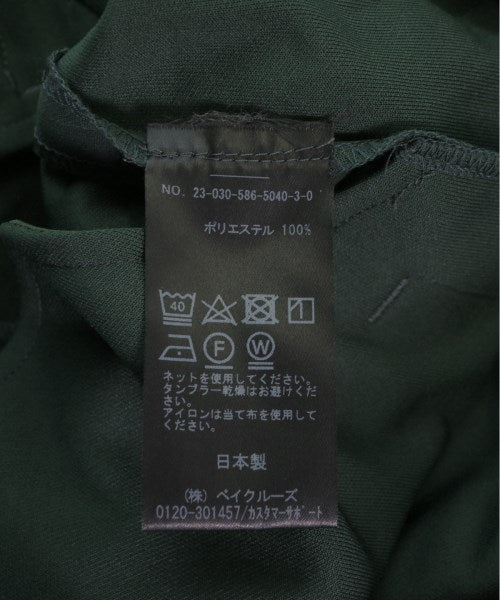 NO. 23-030-586-5040-3-0
ポリエステル 100%
40
F W
ネットを使用してください。
タンブラー乾燥はお避けくだ
さい。
アイロンは当て布を使用して
ください。
日本製
(株) ベイクルーズ
0120-301457/カスタマーサポート